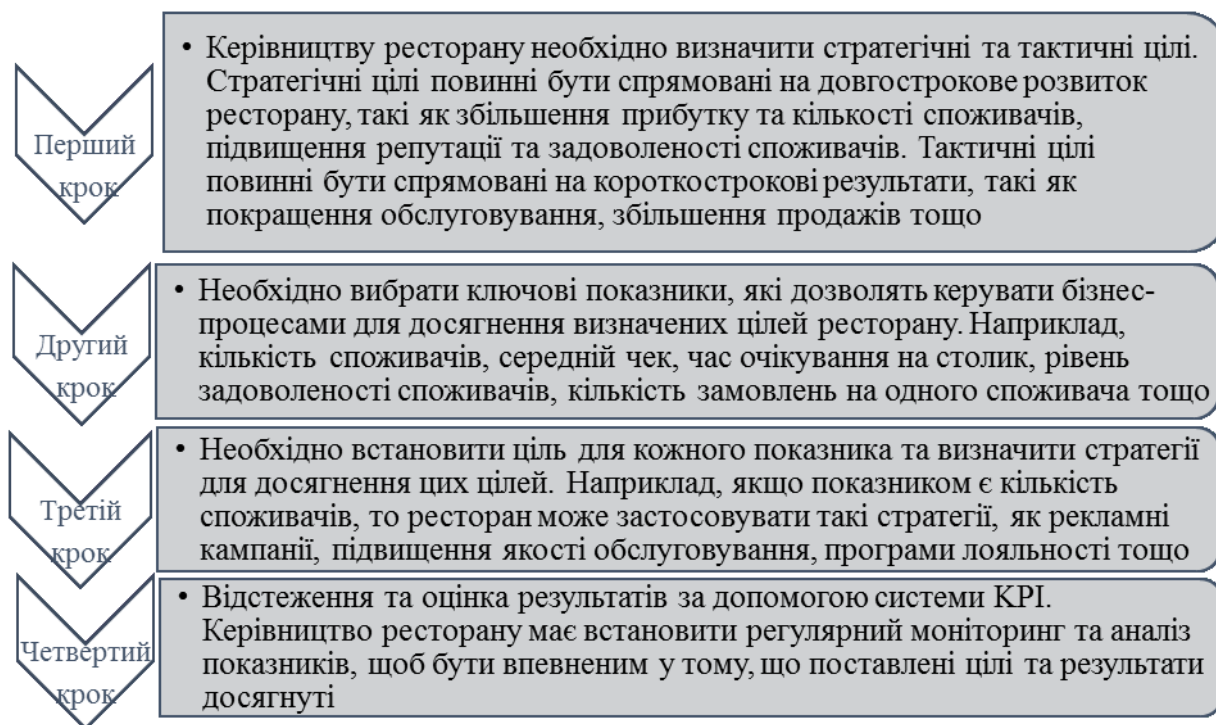 Перший
крок
• Керівництву ресторану необхідно визначити стратегічні та тактичні цілі.
Стратегічні цілі повинні бути спрямовані на довгострокове розвиток
ресторану, такі як збільшення прибутку та кількості споживачів,
підвищення репутації та задоволеності споживачів. Тактичні цілі
повинні бути спрямовані на короткострокові результати, такі як
покращення обслуговування, збільшення продажів тощо
Другий
крок
• Необхідно вибрати ключові показники, які дозволять керувати бізнес-
процесами для досягнення визначених цілей ресторану. Наприклад,
кількість споживачів, середній чек, час очікування на столик, рівень
задоволеності споживачів, кількість замовлень на одного споживача тощо
Третій
крок
• Необхідно встановити ціль для кожного показника та визначити стратегії
для досягнення цих цілей. Наприклад, якщо показником є кількість
споживачів, то ресторан може застосовувати такі стратегії, як рекламні
кампанії, підвищення якості обслуговування, програми лояльності тощо
Четвертий
крок
• Відстеження та оцінка результатів за допомогою системи KPI.
Керівництво ресторану має встановити регулярний моніторинг та аналіз
показників, щоб бути впевненим у тому, що поставлені цілі та результати
досягнуті